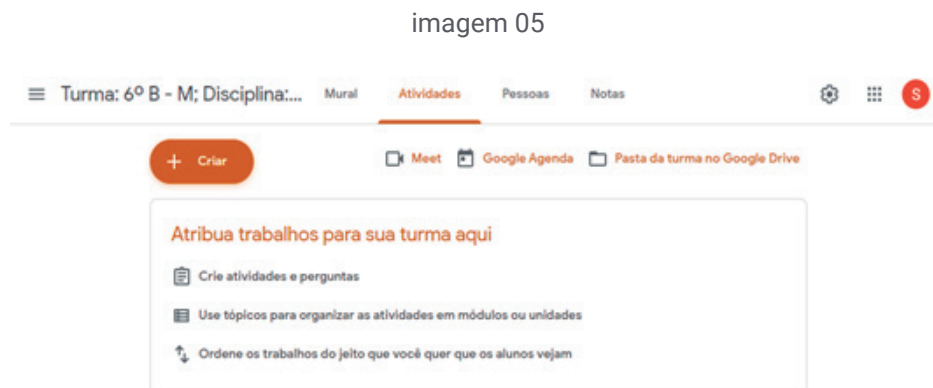 imagem 05
Turma: 6º B - M; Disciplina:... Mural Atividades Pessoas Notas S
+ Criar Meet Google Agenda Pasta da turma no Google Drive
Atribua trabalhos para sua turma aqui
Crie atividades e perguntas
Use tópicos para organizar as atividades em módulos ou unidades
Ordene os trabalhos do jeito que você quer que os alunos vejam